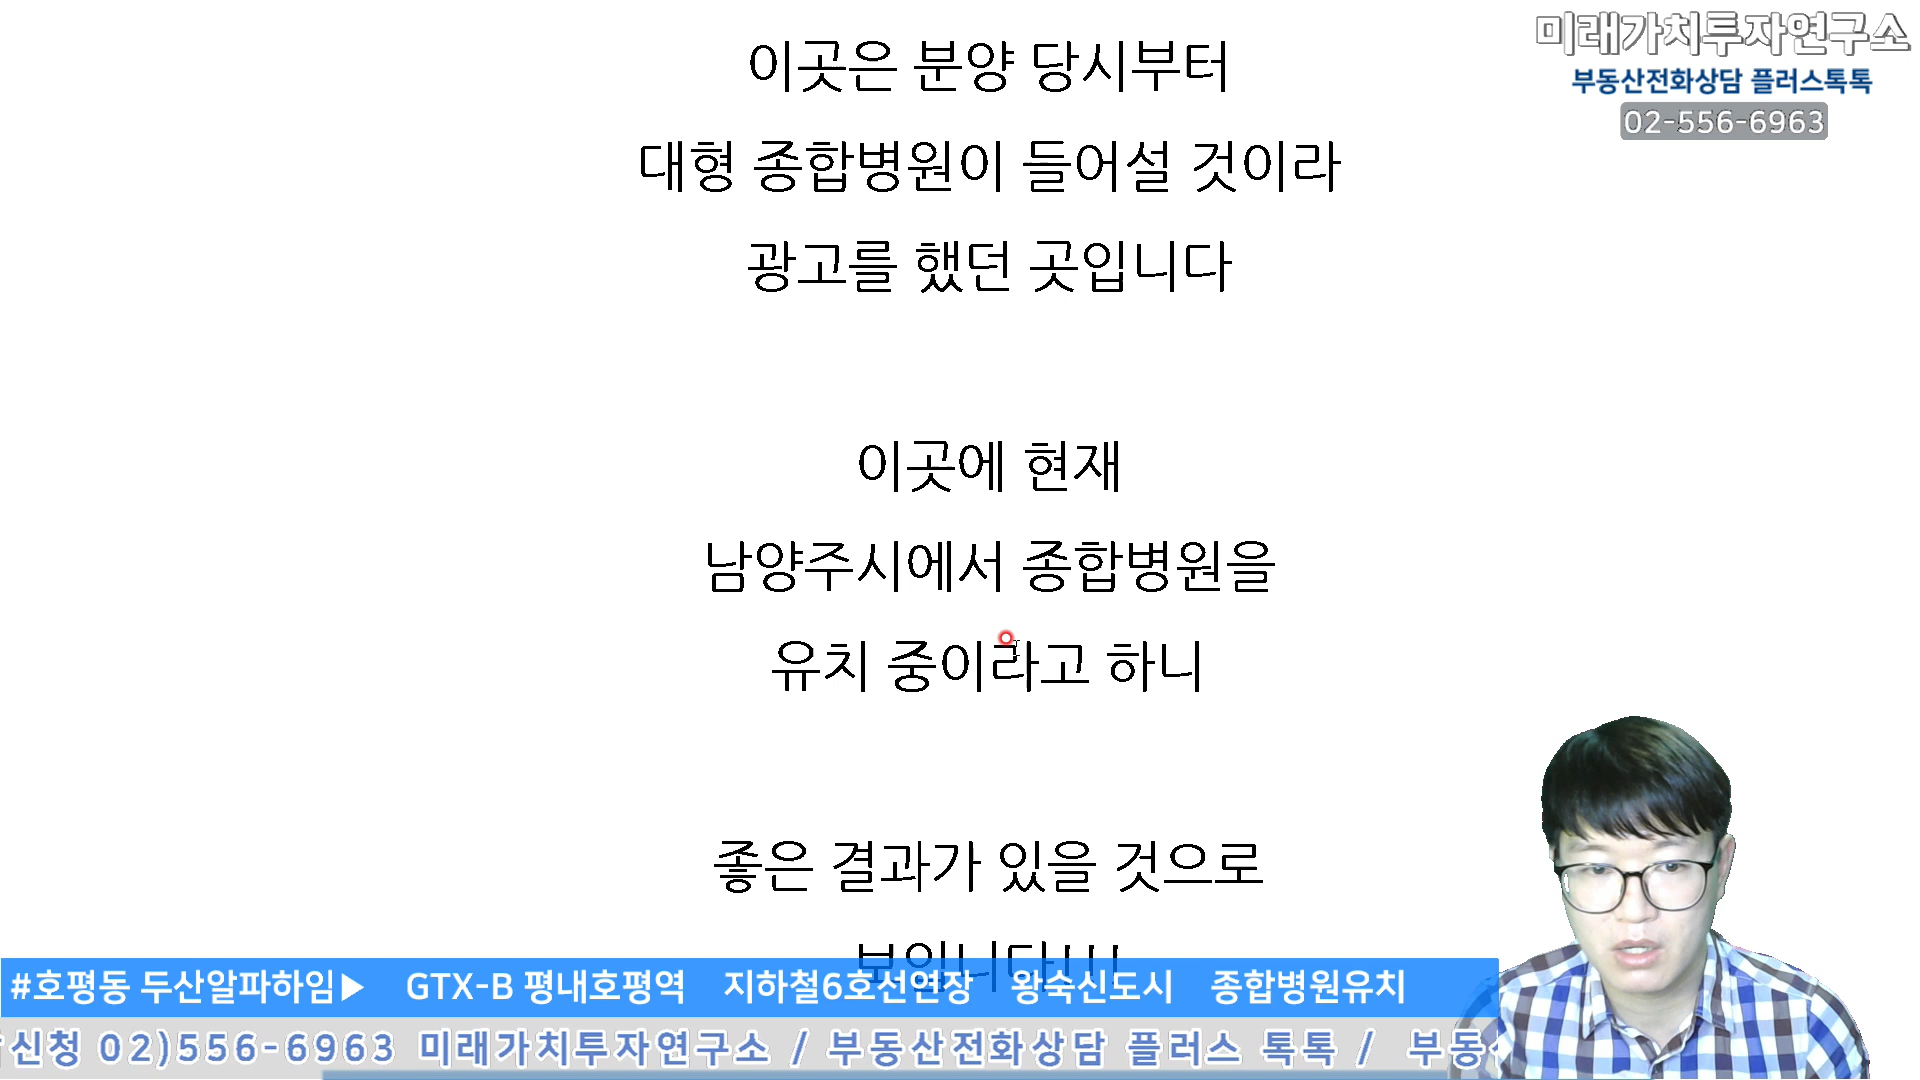 이곳은 분양 당시부터
대형 종합병원이 들어설 것이라
광고를 했던 곳입니다
이곳에 현재
남양주시에서 종합병원을
유치 중이라고 하니
좋은 결과가 있을 것으로
보입니다!!!
미래가치투자연구소
부동산전화상담 플러스톡톡
02-556-6963
#호평동 두산알파하임▶ GTX-B 평내호평역 지하철6호선연장 왕숙신도시 종합병원유치
신청 02)556-6963 미래가치투자연구소 / 부동산전화상담 플러스 톡톡 / 부동